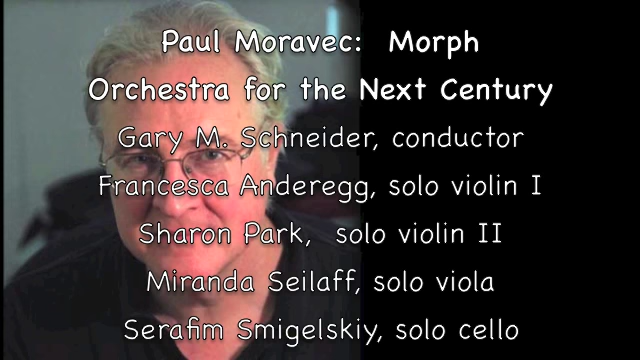 Paul Moravec:  Morph
Orchestra for the Next Century
Gary M. Schneider, conductor
Francesca Anderegg, solo violin I
Sharon Park,  solo violin II
Miranda Seilaff, solo viola
Serafim Smigelskiy, solo cello